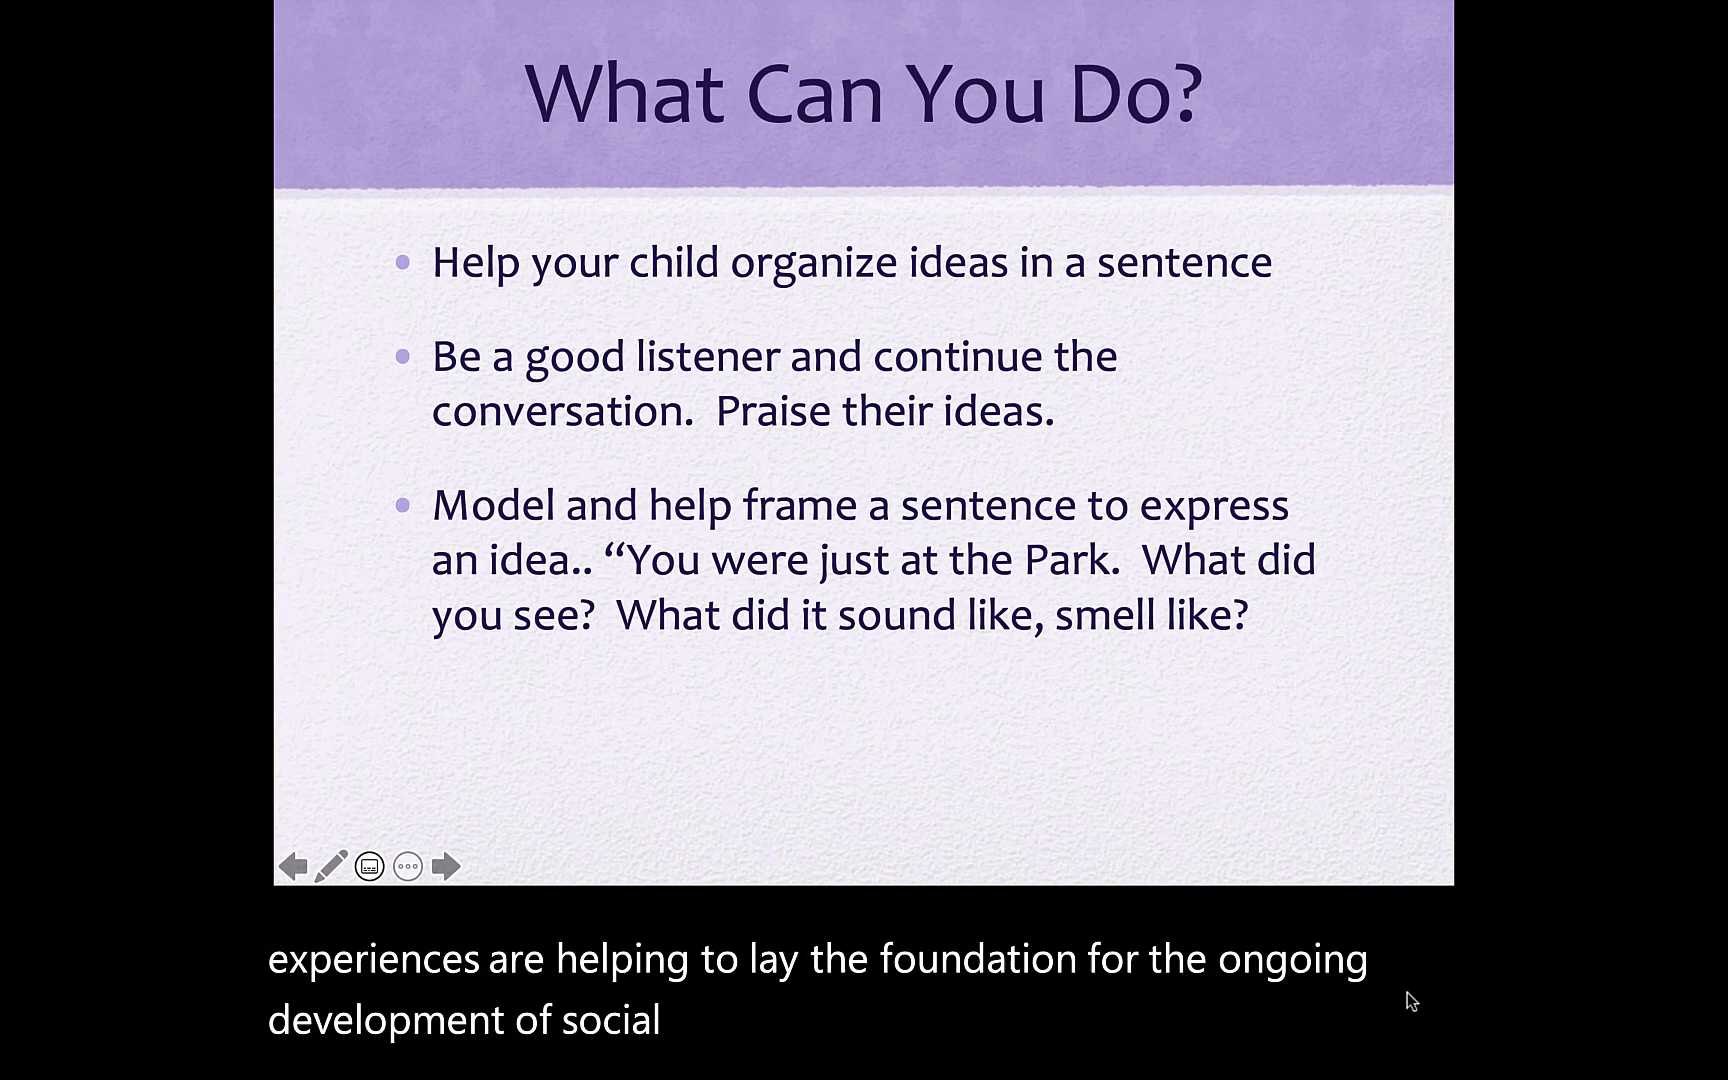 What Can You Do?
• Help your child organize ideas in a sentence
• Be a good listener and continue the
conversation.  Praise their ideas.
• Model and help frame a sentence to express
an idea.. “You were just at the Park.  What did
you see?  What did it sound like, smell like?
experiences are helping to lay the foundation for the ongoing
development of social